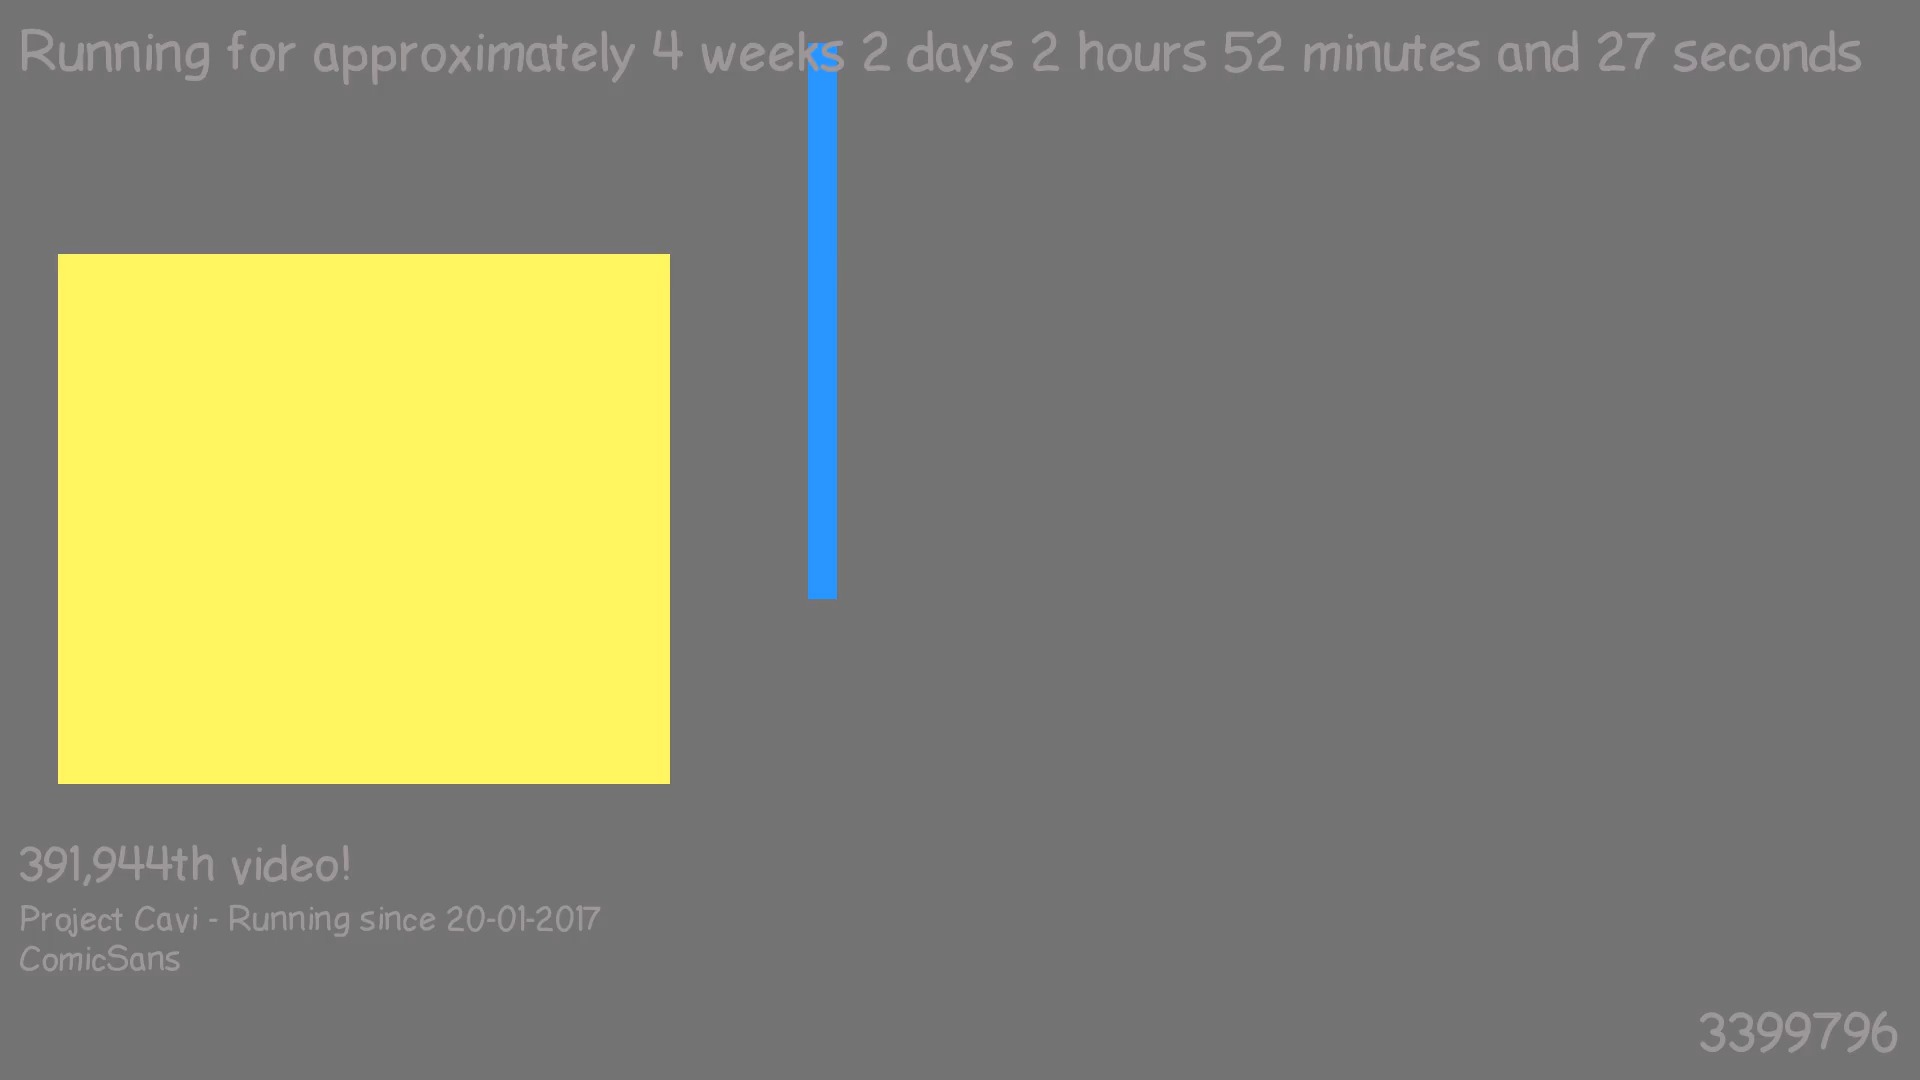 Running for approximately 4 weeks 2 days 2 hours 52 minutes and 27 seconds
391,944th video!
Project Cavi - Running since 20-01-2017
ComicSans
3399796